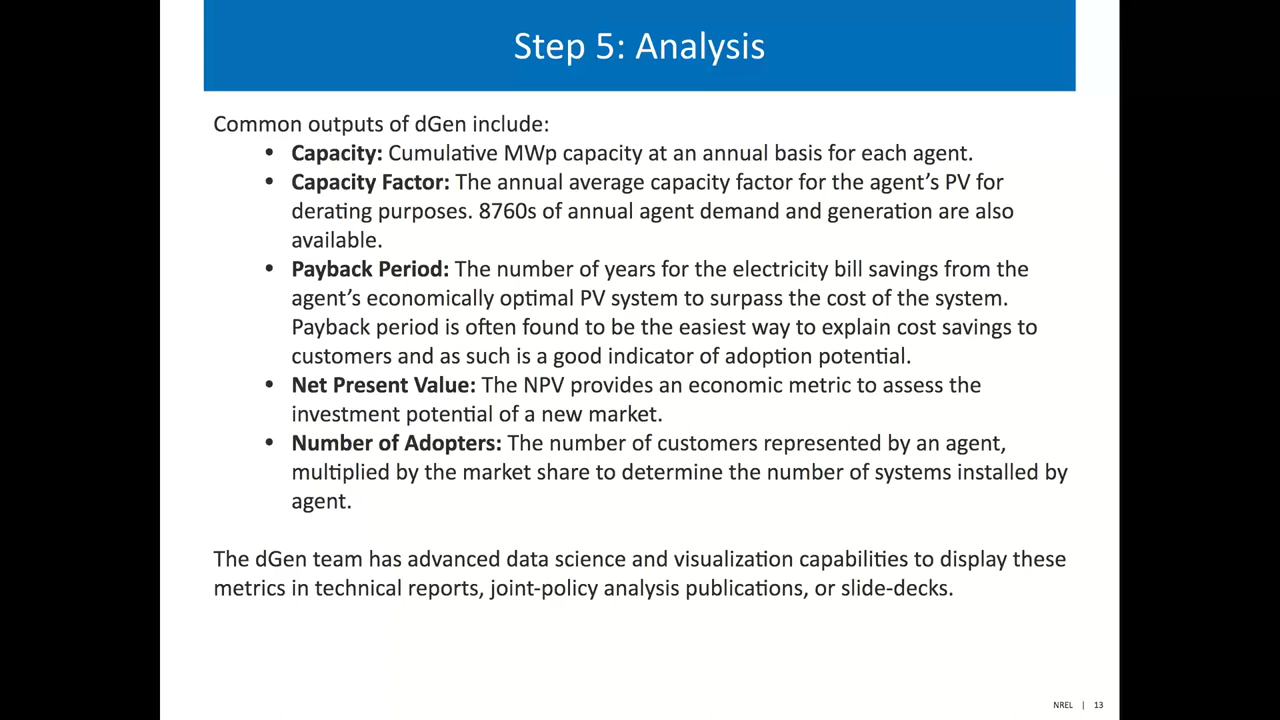 Step 5: Analysis
Common outputs of dGen include:
• Capacity: Cumulative MWp capacity at an annual basis for each agent.
• Capacity Factor: The annual average capacity factor for the agent’s PV for
derating purposes. 8760s of annual agent demand and generation are also
available.
• Payback Period: The number of years for the electricity bill savings from the
agent’s economically optimal PV system to surpass the cost of the system.
Payback period is often found to be the easiest way to explain cost savings to
customers and as such is a good indicator of adoption potential.
• Net Present Value: The NPV provides an economic metric to assess the
investment potential of a new market.
• Number of Adopters: The number of customers represented by an agent,
multiplied by the market share to determine the number of systems installed by
agent.
The dGen team has advanced data science and visualization capabilities to display these
metrics in technical reports, joint-policy analysis publications, or slide-decks.
NREL | 13